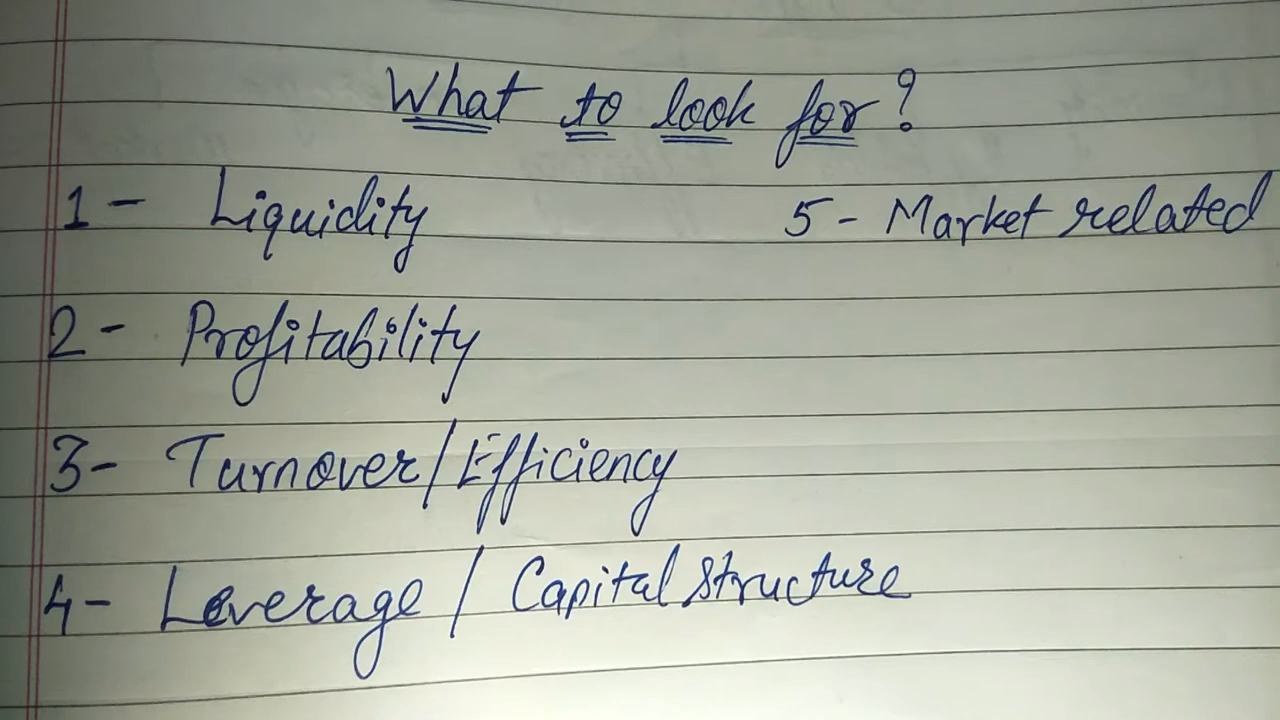 What to look for?
1- Liquidity
2- Profitability
3- Turnover/Efficiency
4- Leverage / Capital Structure
5- Market related